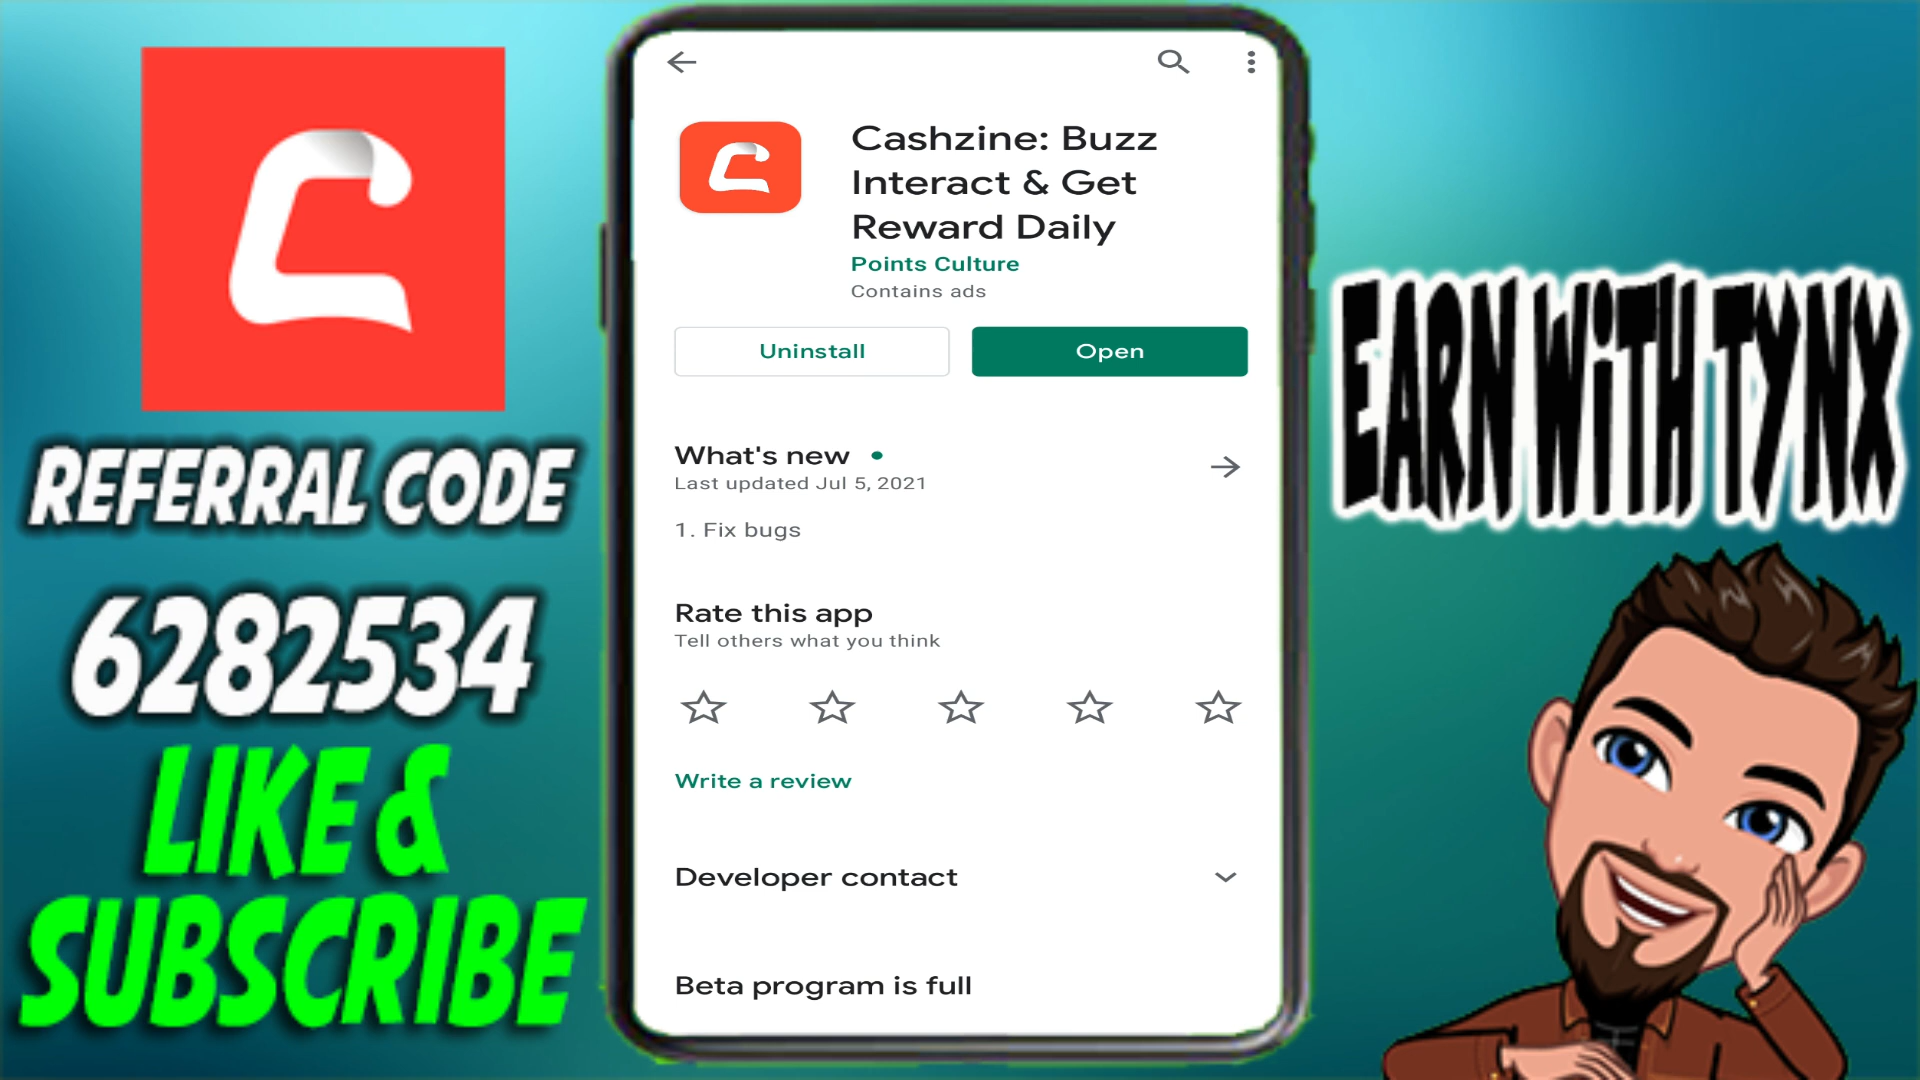 REFERRAL CODE
6282534
LIKE &
SUBSCRIBE
Cashzine: Buzz
Interact & Get
Reward Daily
Points Culture
Contains ads
Uninstall
Open
What's new
Last updated Jul 5, 2021
1. Fix bugs
Rate this app
Tell others what you think
Write a review
Developer contact
Beta program is full
EARN WiTH TYNX